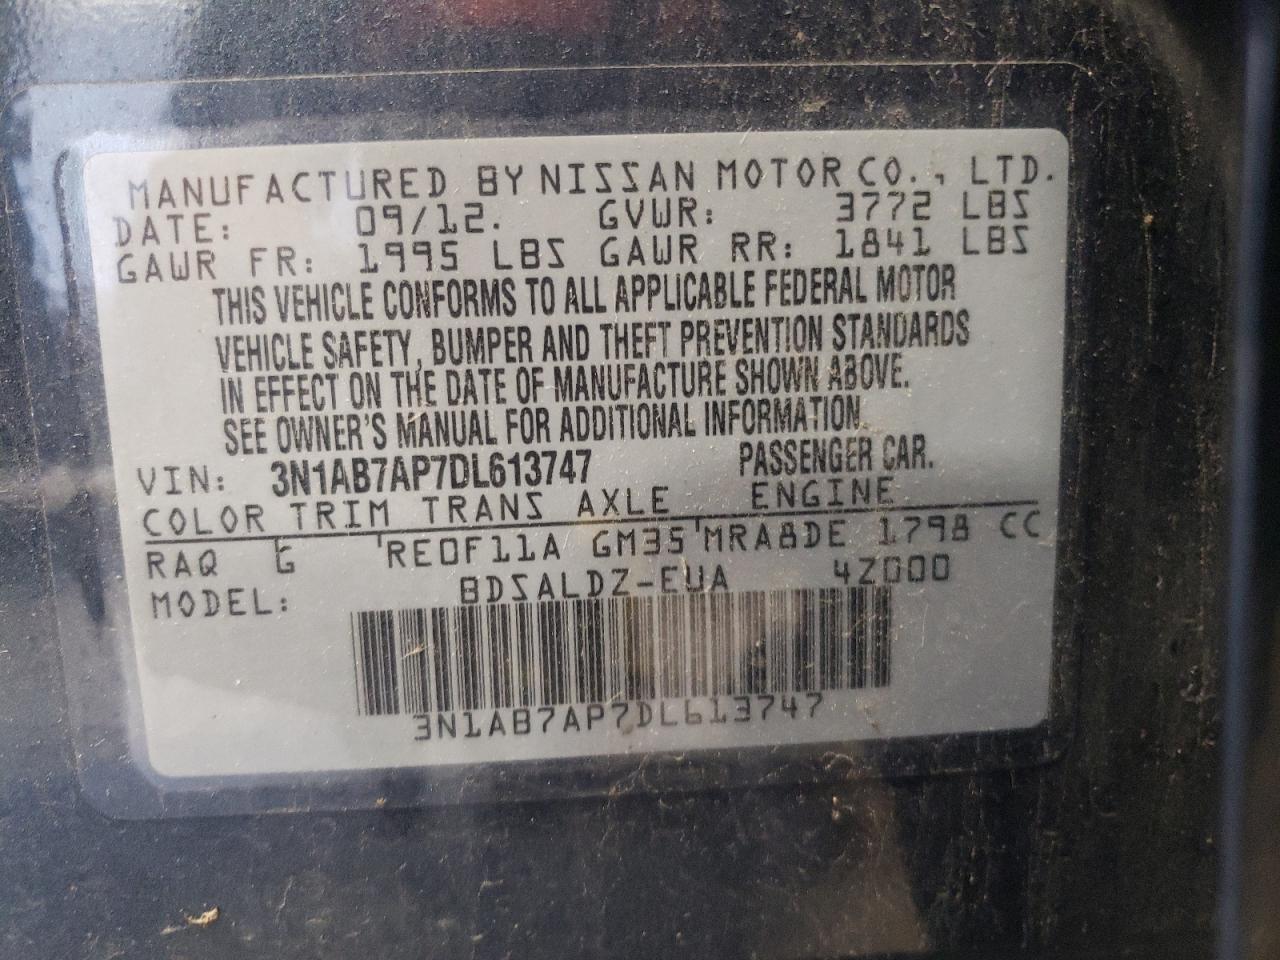 MANUFACTURED BY NISSAN MOTOR CO., LTD.
DATE: 09/12. GVWR: 3772 LBS
GAWR FR: 1995 LBS GAWR RR: 1841 LBS
THIS VEHICLE CONFORMS TO ALL APPLICABLE FEDERAL MOTOR
VEHICLE SAFETY, BUMPER AND THEFT PREVENTION STANDARDS
IN EFFECT ON THE DATE OF MANUFACTURE SHOWN ABOVE.
SEE OWNER'S MANUAL FOR ADDITIONAL INFORMATION.
VIN: 3N1AB7AP7DL613747 PASSENGER CAR.
COLOR TRIM TRANS AXLE ENGINE
RAQ G RE0F11A GM35 MRA8DE 1798 CC
MODEL: BDSALDZ-EUA 4Z000
3N1AB7AP7DL613747